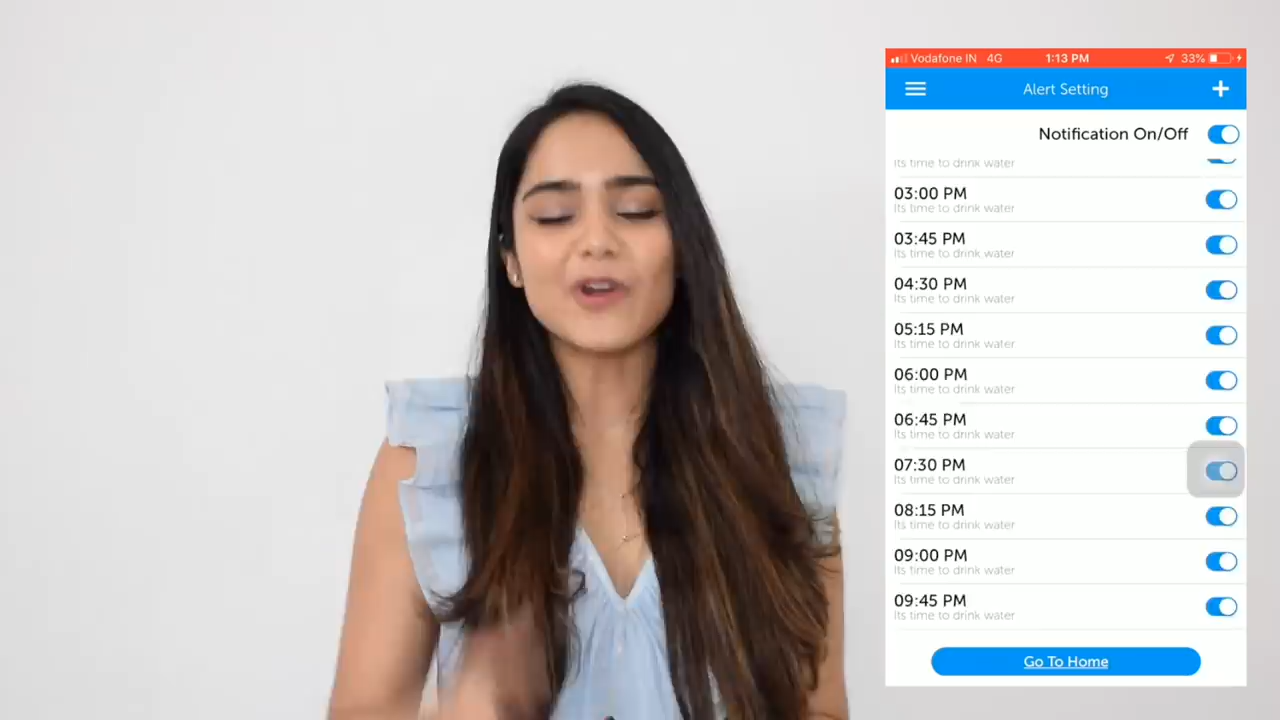 Vodafone IN 4G 1:13 PM 33%
Alert Setting
Notification On/Off
Its time to drink water
03:00 PM
Its time to drink water
03:45 PM
Its time to drink water
04:30 PM
Its time to drink water
05:15 PM
Its time to drink water
06:00 PM
Its time to drink water
06:45 PM
Its time to drink water
07:30 PM
Its time to drink water
08:15 PM
Its time to drink water
09:00 PM
Its time to drink water
09:45 PM
Its time to drink water
Go To Home